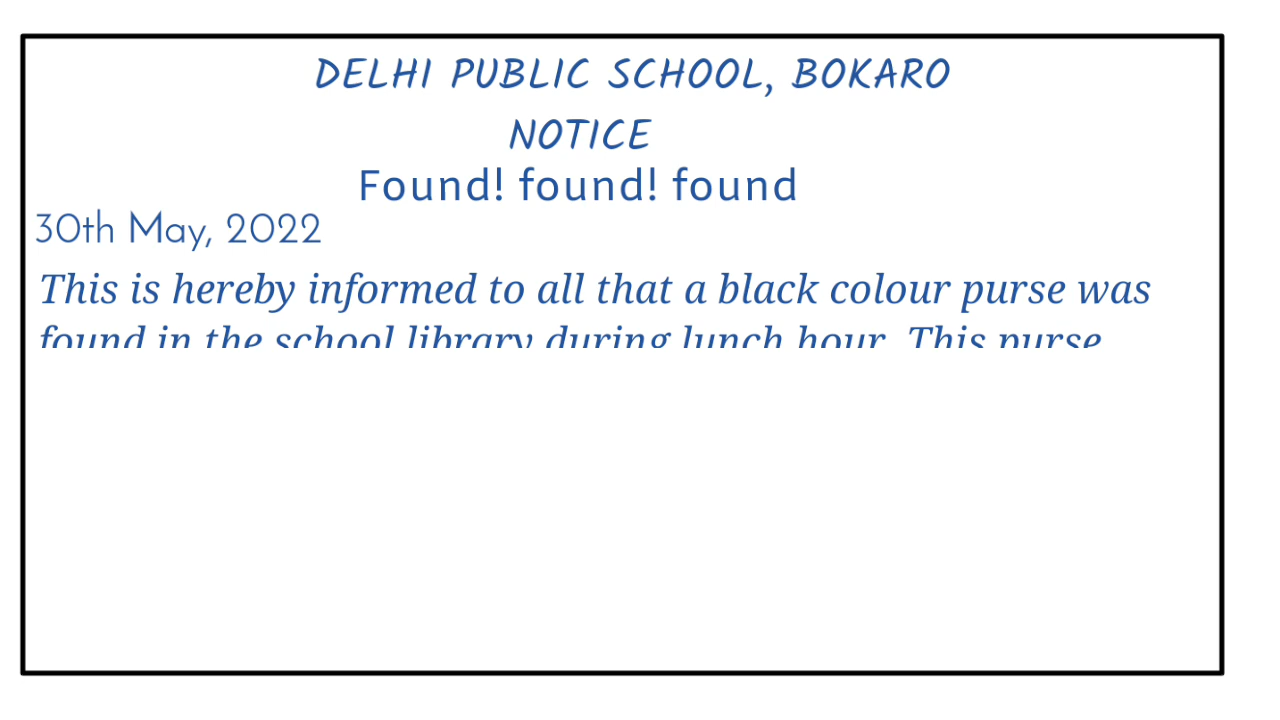 DELHI PUBLIC SCHOOL, BOKARO
NOTICE
Found! found! found
30th May, 2022
This is hereby informed to all that a black colour purse was
found in the school library during lunch hour. This purse